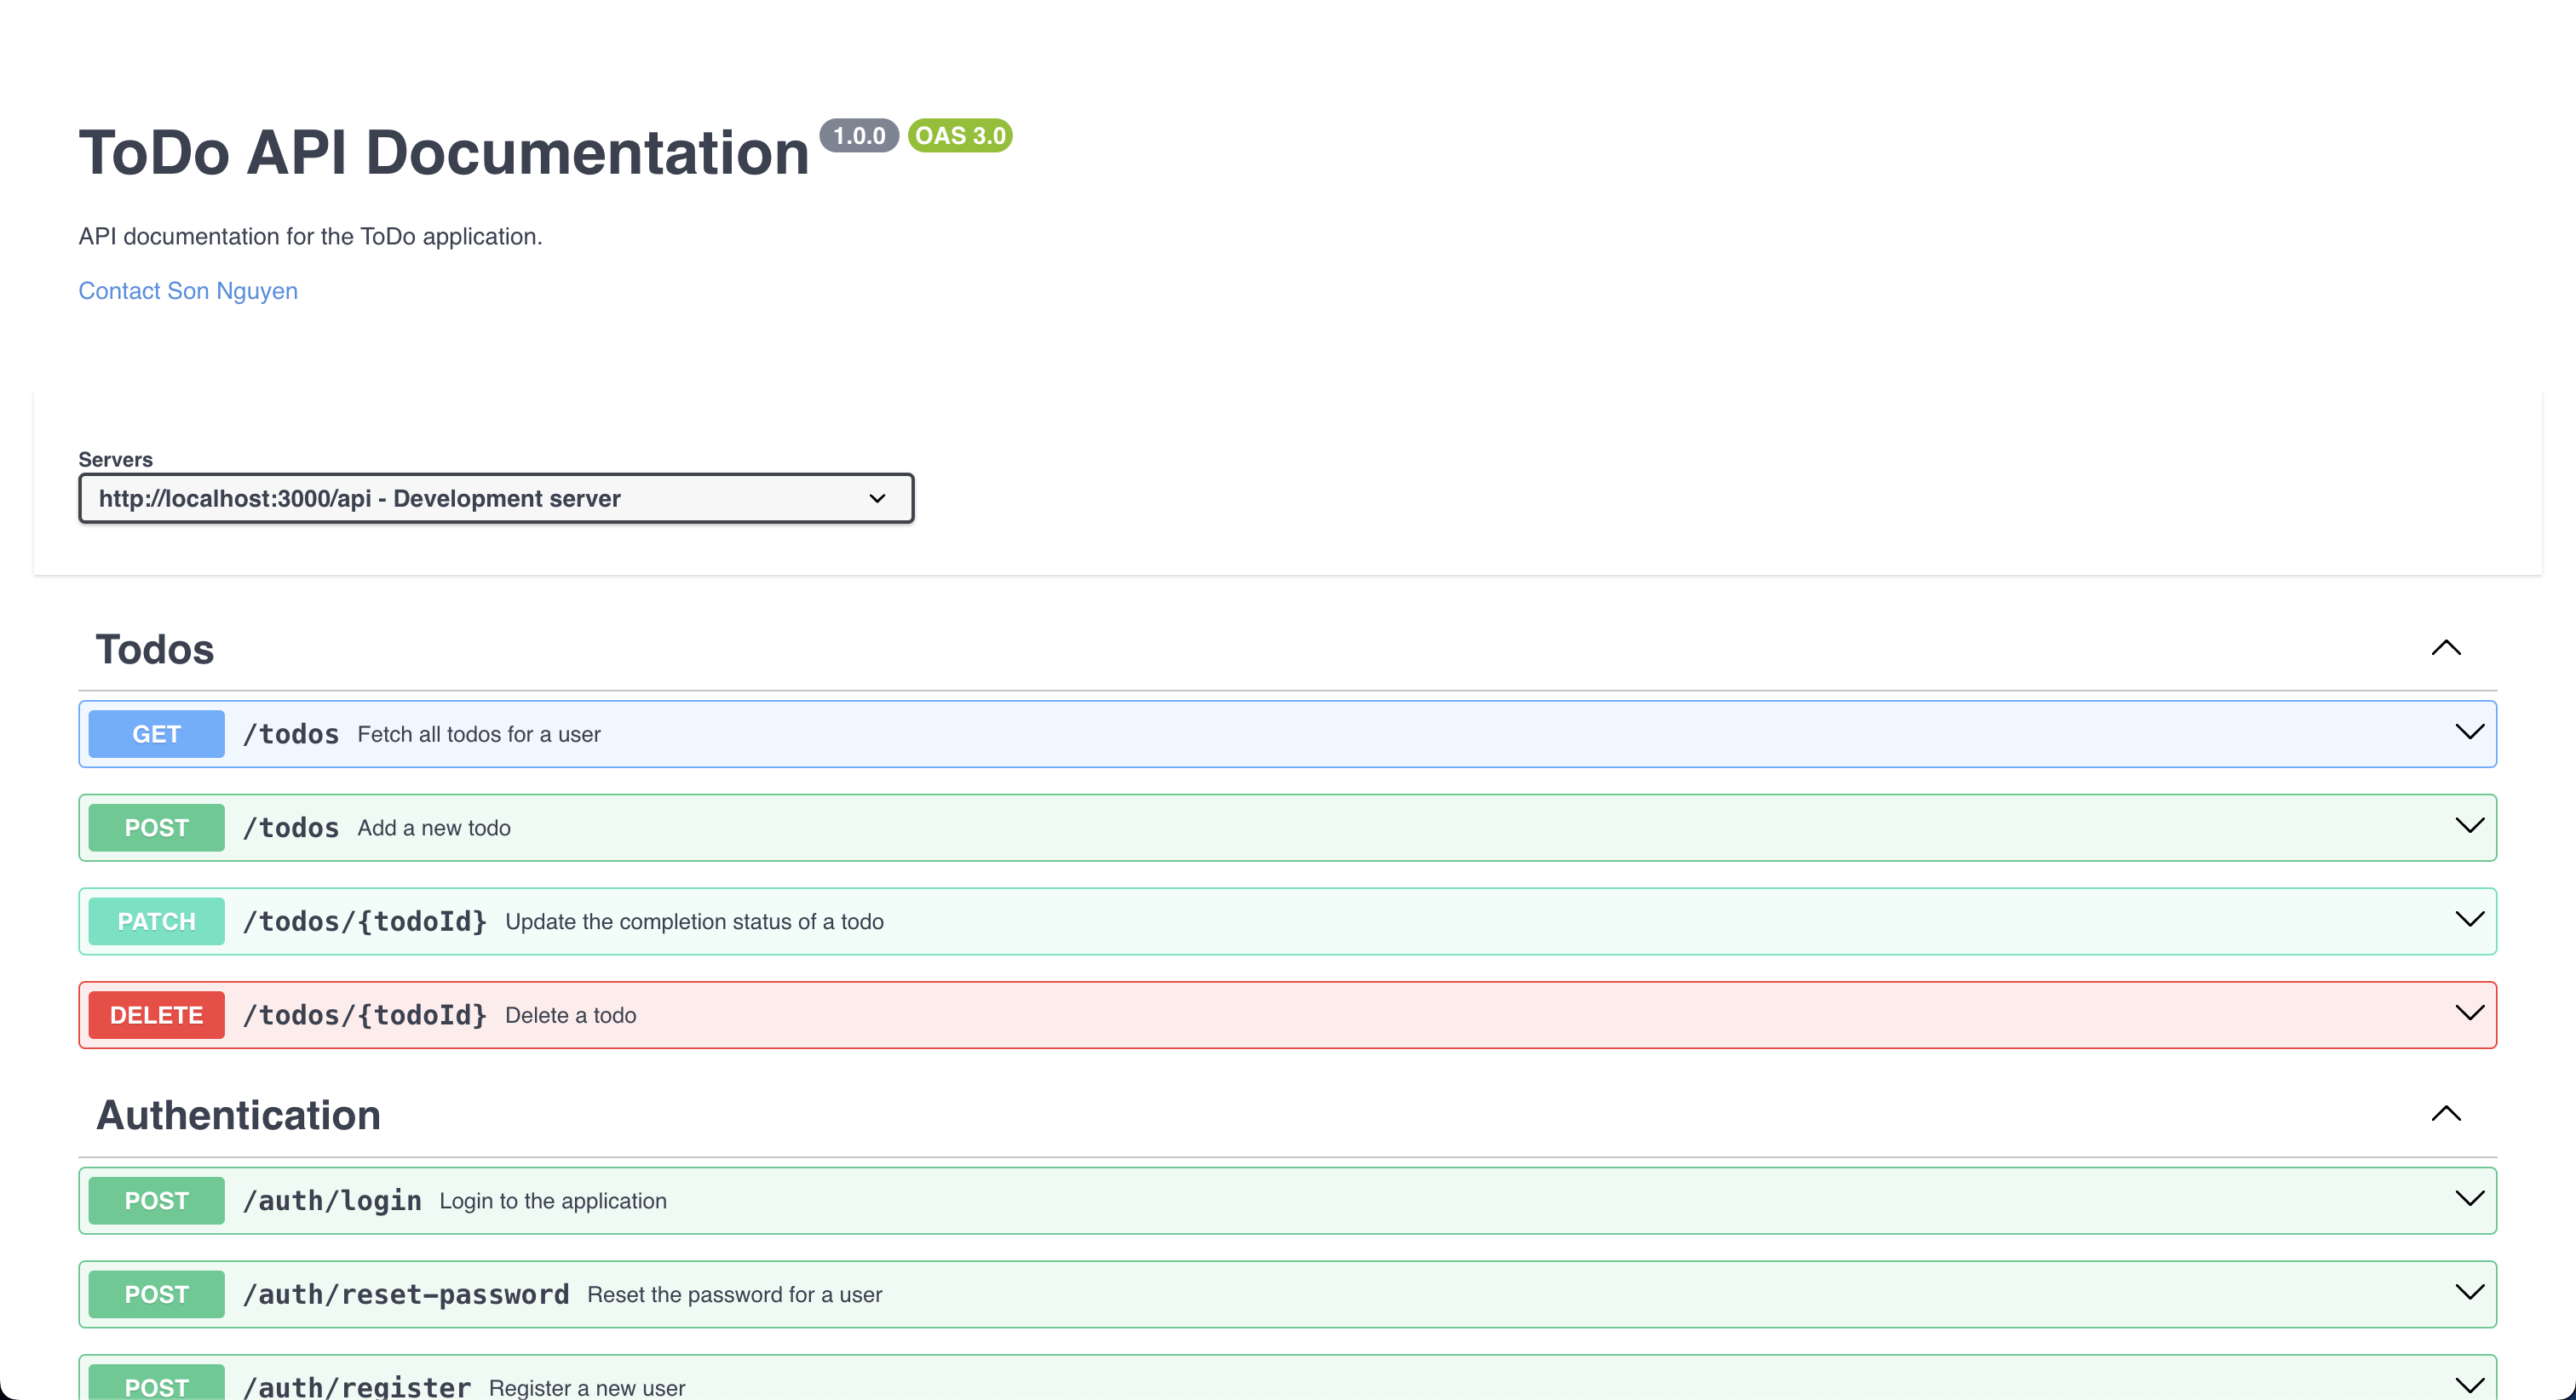 ToDo API Documentation 1.0.0 OAS 3.0
API documentation for the ToDo application.
Contact Son Nguyen
Servers
http://localhost:3000/api - Development server
Todos
GET /todos Fetch all todos for a user
POST /todos Add a new todo
PATCH /todos/{todoId} Update the completion status of a todo
DELETE /todos/{todoId} Delete a todo
Authentication
POST /auth/login Login to the application
POST /auth/reset-password Reset the password for a user
POST /auth/register Register a new user